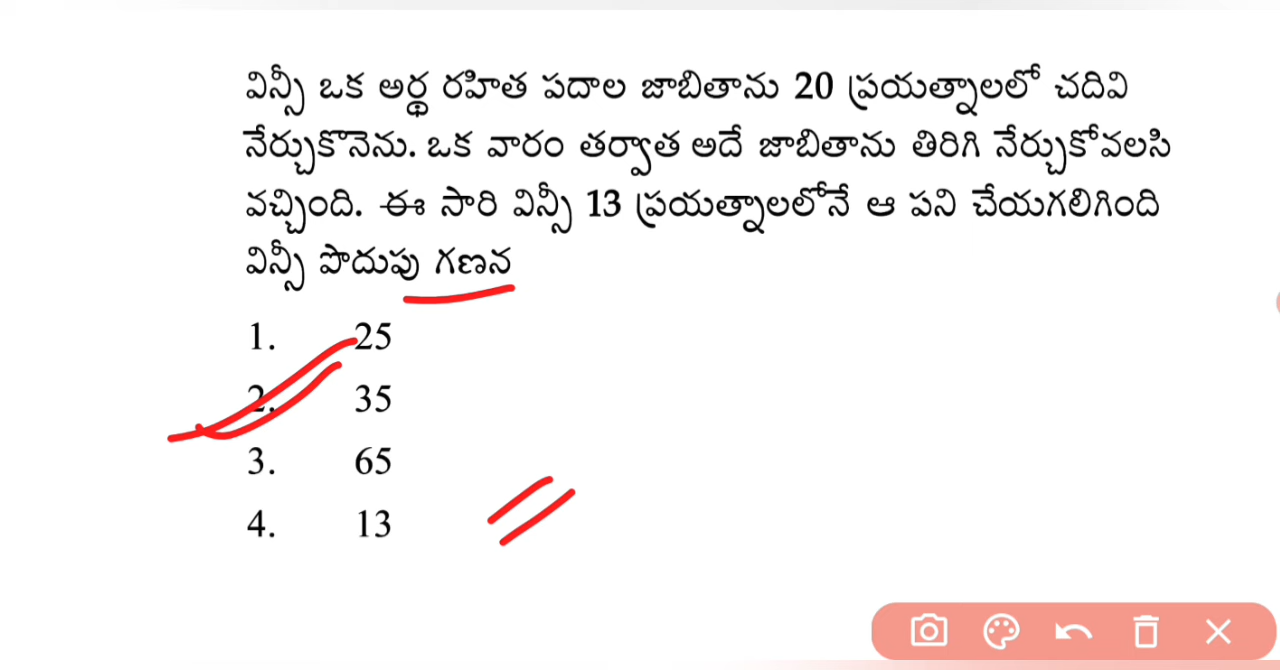 విన్సీ ఒక అర్థ రహిత పదాల జాబితాను 20 ప్రయత్నాలలో చదివి
నేర్చుకొనెను. ఒక వారం తర్వాత అదే జాబితాను తిరిగి నేర్చుకోవలసి
వచ్చింది. ఈ సారి విన్సీ 13 ప్రయత్నాలలోనే ఆ పని చేయగలిగింది
విన్సీ పొదుపు గణన
1. 25
2. 35
3. 65
4. 13